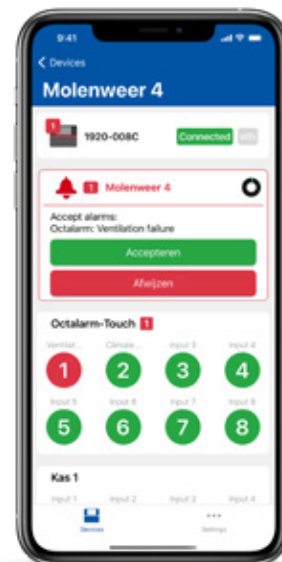 9:41
Devices
Molenweer 4
1
1920-008C
Connected
1 Molenweer 4
Accept alarms:
Octalarm: Ventilation failure
Accepteren
Afwijzen
Octalarm-Touch 1
Ventilat... Climate... Input 3 Input 4
1 2 3 4
Input 5 Input 6 Input 7 Input 8
5 6 7 8
Kas 1
Input 1 Input 2 Input 3 Input 4
Devices Settings